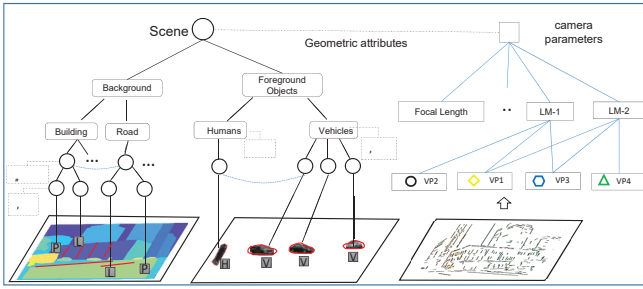 Scene
Geometric attributes
camera
parameters
Background
Foreground
Objects
Focal Length
LM-1
LM-2
Building
Road
Humans
Vehicles
VP2
VP1
VP3
VP4
P
L
L
P
H
V
V
V